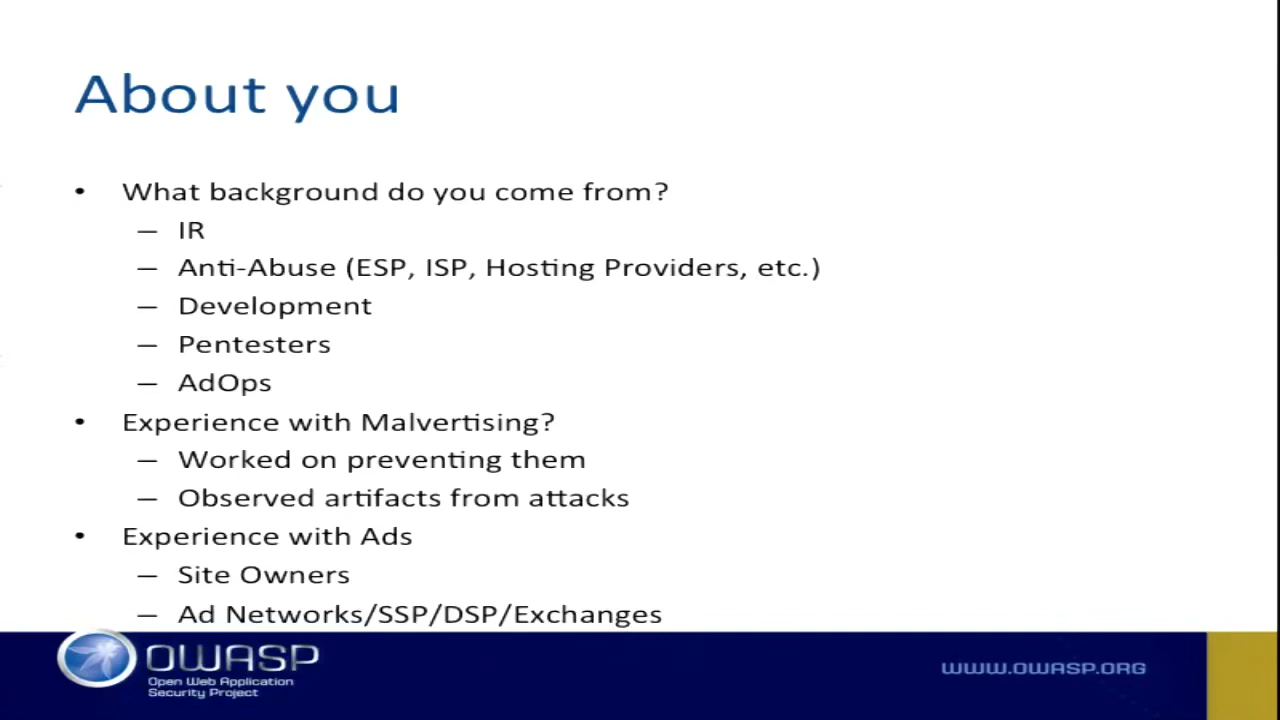 About you
• What background do you come from?
– IR
– Anti-Abuse (ESP, ISP, Hosting Providers, etc.)
– Development
– Pentesters
– AdOps
• Experience with Malvertising?
– Worked on preventing them
– Observed artifacts from attacks
• Experience with Ads
– Site Owners
– Ad Networks/SSP/DSP/Exchanges
OWASP
Open Web Application
Security Project
WWW.OWASP.ORG